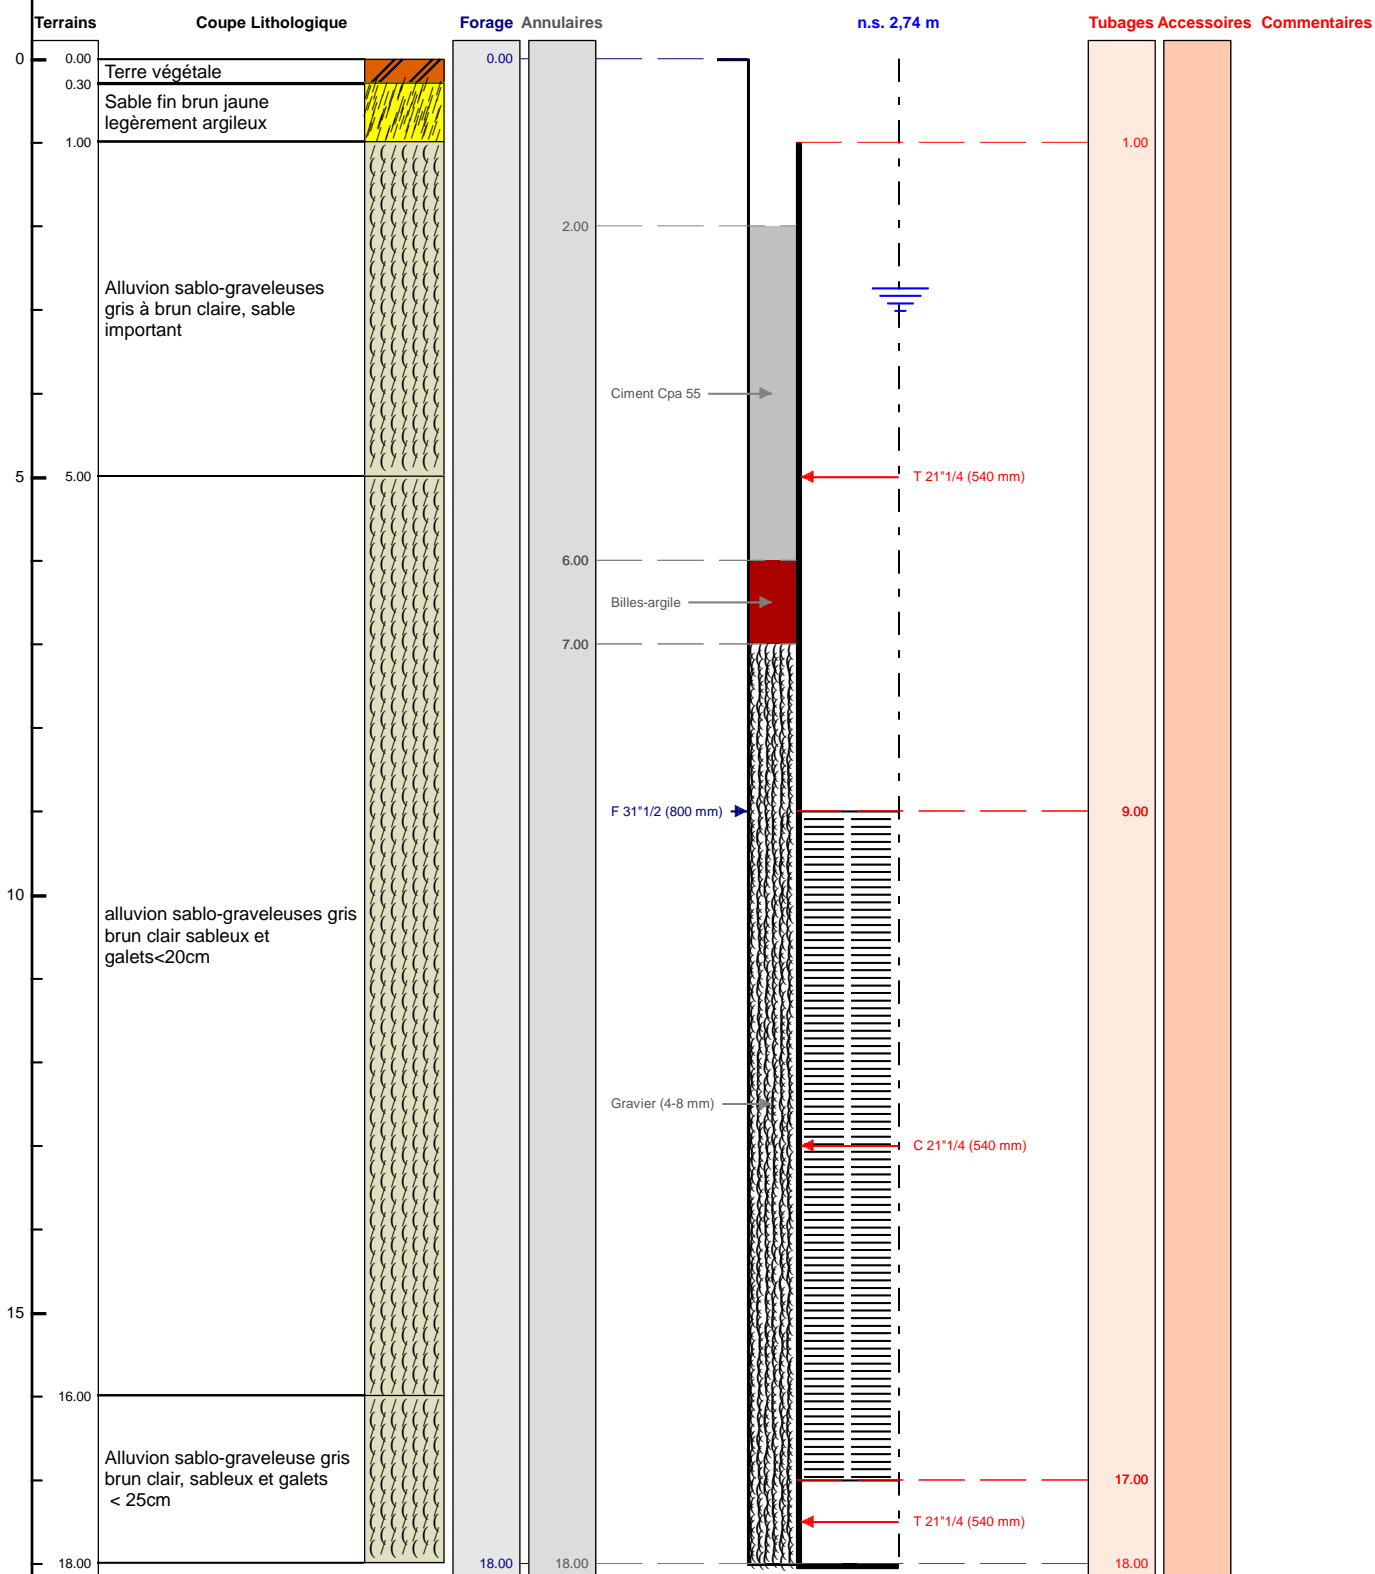 Terrains Coupe Lithologique Forage Annulaires n.s. 2,74 m Tubages Accessoires Commentaires
0 0.00 0.00
Terre végétale
0.30
Sable fin brun jaune
legèrement argileux
1.00 1.00
2.00
Alluvion sablo-graveleuses
gris à brun claire, sable
important
Ciment Cpa 55
5 5.00 T 21"1/4 (540 mm)
6.00
Billes-argile
7.00
F 31"1/2 (800 mm) 9.00
10
alluvion sablo-graveleuses gris
brun clair sableux et
galets<20cm
Gravier (4-8 mm)
C 21"1/4 (540 mm)
15
16.00
Alluvion sablo-graveleuse gris
brun clair, sableux et galets
< 25cm
17.00
T 21"1/4 (540 mm)
18.00 18.00 18.00 18.00